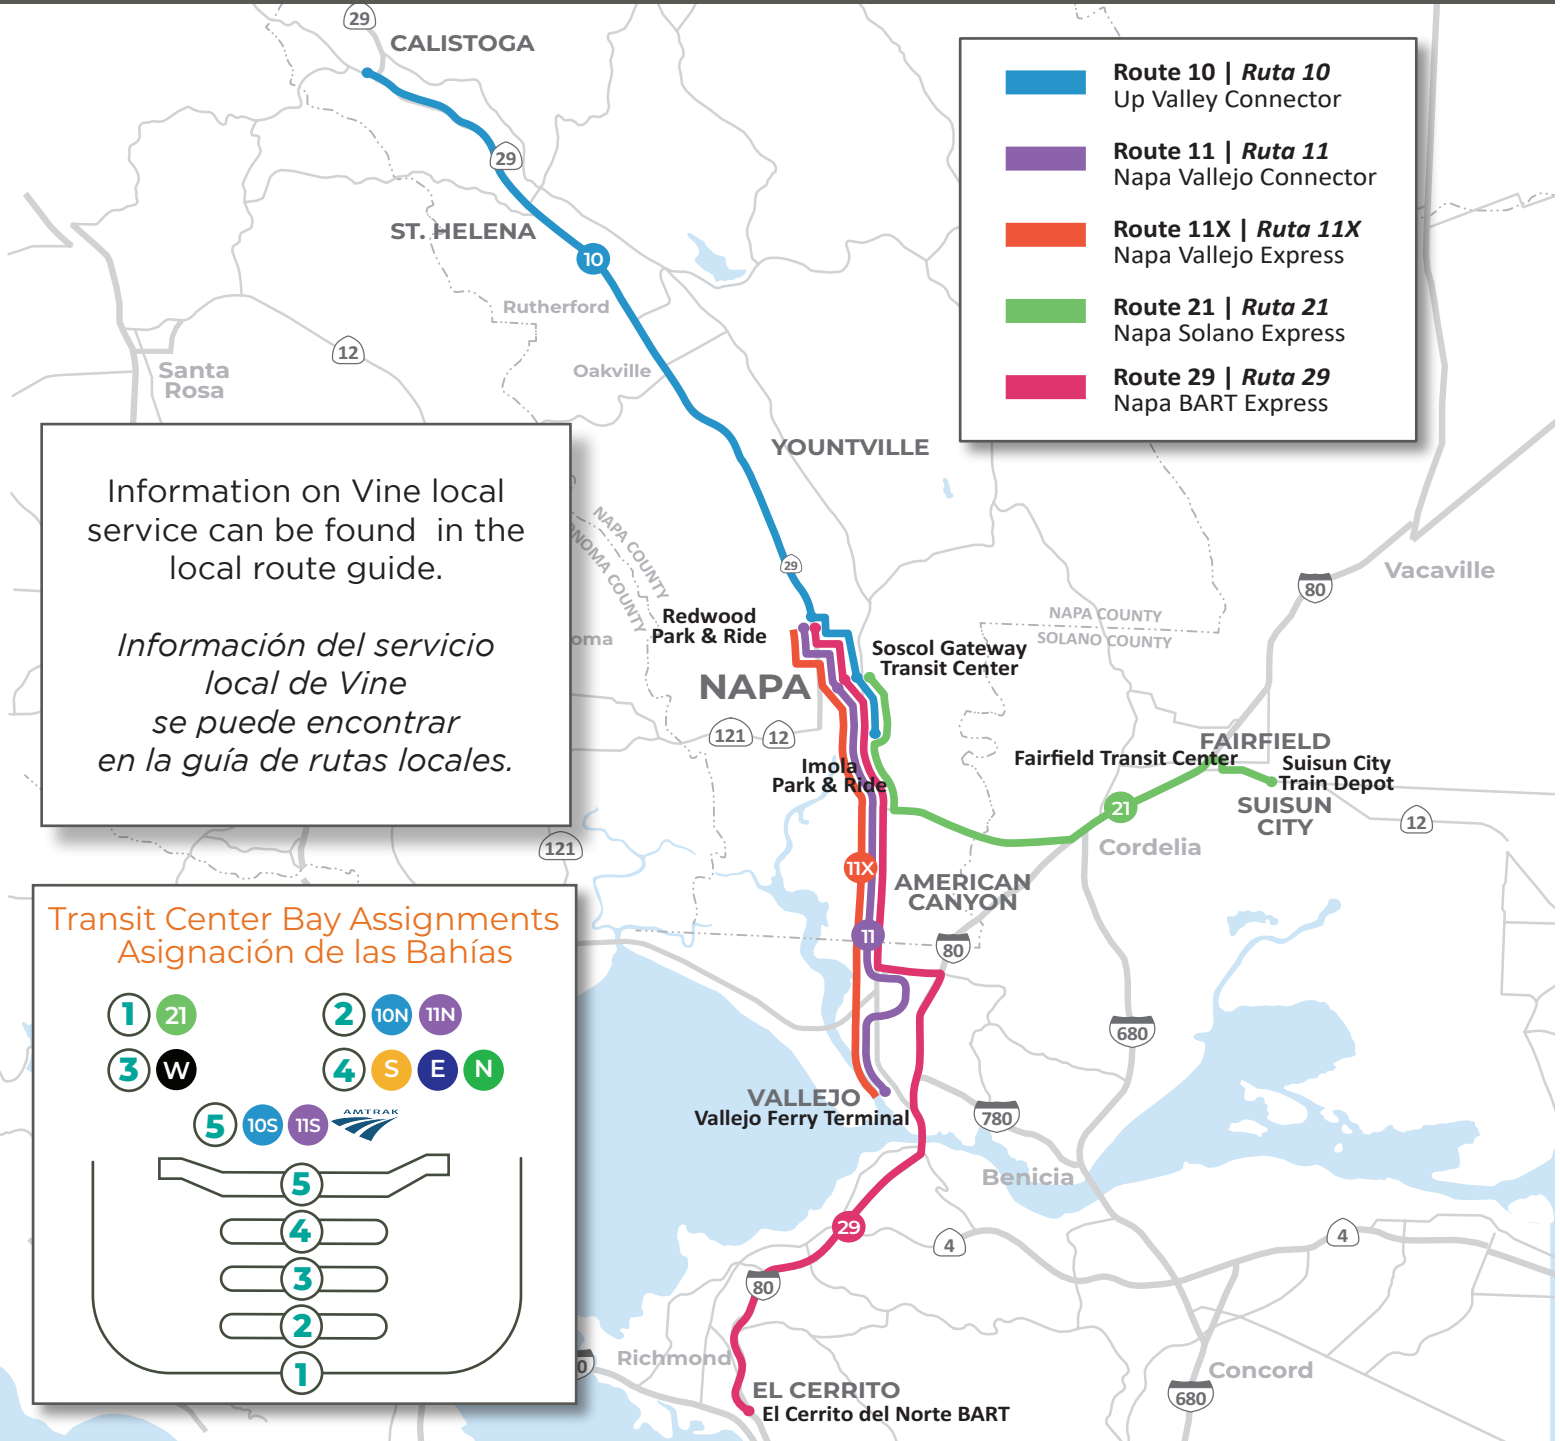 29
CALISTOGA
Route 10 | Ruta 10
Up Valley Connector
Route 11 | Ruta 11
Napa Vallejo Connector
Route 11X | Ruta 11X
Napa Vallejo Express
Route 21 | Ruta 21
Napa Solano Express
Route 29 | Ruta 29
Napa BART Express
29
ST. HELENA
10
Rutherford
12
Oakville
Santa
Rosa
YOUNTVILLE
Information on Vine local
service can be found in the
local route guide.
Información del servicio
local de Vine
se puede encontrar
en la guía de rutas locales.
NAPA COUNTY
ONOMA COUNTY
29
Vacaville
80
NAPA COUNTY
SOLANO COUNTY
Redwood
Park & Ride
oma
Soscol Gateway
Transit Center
NAPA
121
12
Imola
Park & Ride
FAIRFIELD
Fairfield Transit Center
Suisun City
Train Depot
SUISUN
CITY
21
12
Cordelia
121
11X
AMERICAN
CANYON
11
80
680
Transit Center Bay Assignments
Asignación de las Bahías
1 21
2 10N 11N
3 W
4 S E N
5 10S 11S AMTRAK
5
4
3
2
1
VALLEJO
Vallejo Ferry Terminal
780
Benicia
29
4
4
80
0
Richmond
Concord
680
EL CERRITO
El Cerrito del Norte BART